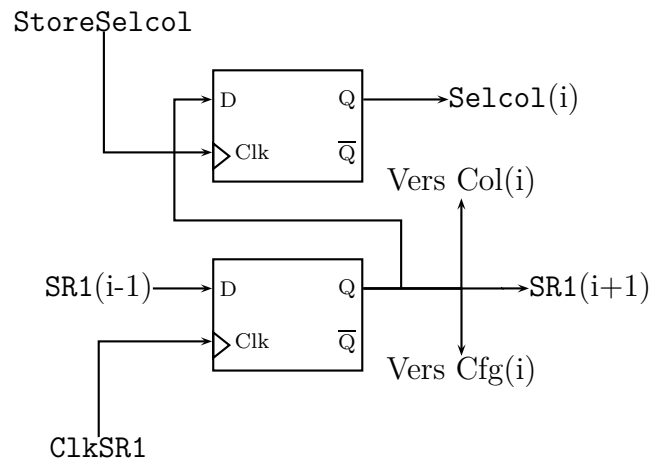 StoreSelcol
D
Q
Selcol(i)
Clk
Q̅
Vers Col(i)
SR1(i-1)
D
Q
SR1(i+1)
Clk
Q̅
Vers Cfg(i)
ClkSR1